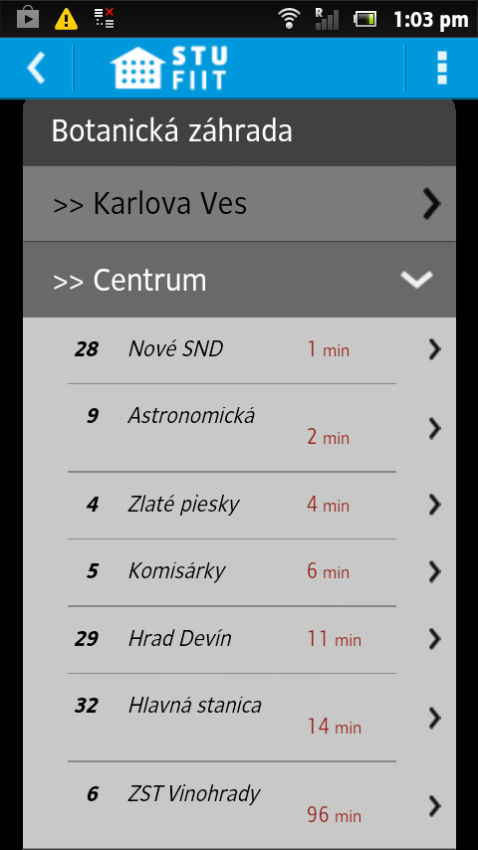 R
1:03 pm
STU
FIIT
Botanická záhrada
>> Karlova Ves
>> Centrum
28 Nové SND 1 min
9 Astronomická 2 min
4 Zlaté piesky 4 min
5 Komisárky 6 min
29 Hrad Devín 11 min
32 Hlavná stanica 14 min
6 ZST Vinohrady 96 min